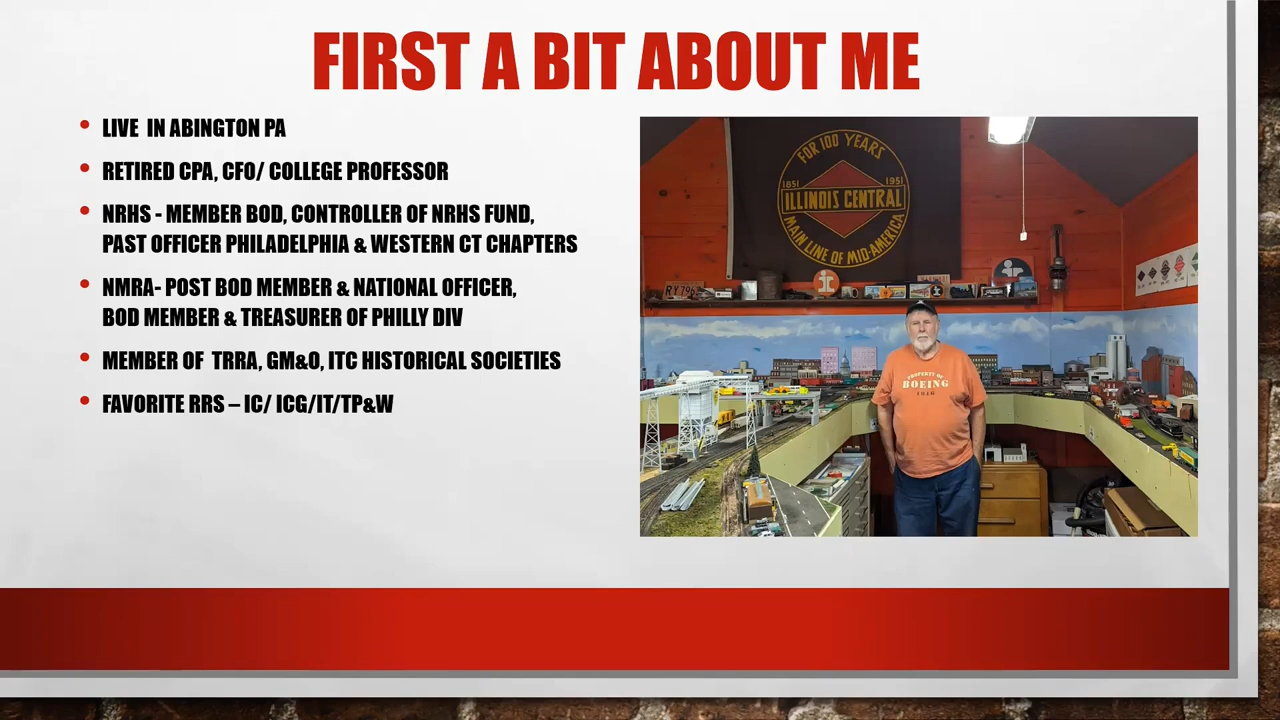 FIRST A BIT ABOUT ME
LIVE IN ABINGTON PA
RETIRED CPA, CFO/ COLLEGE PROFESSOR
NRHS - MEMBER BOD, CONTROLLER OF NRHS FUND,
PAST OFFICER PHILADELPHIA & WESTERN CT CHAPTERS
NMRA- POST BOD MEMBER & NATIONAL OFFICER,
BOD MEMBER & TREASURER OF PHILLY DIV
MEMBER OF TRRA, GM&O, ITC HISTORICAL SOCIETIES
FAVORITE RRS – IC/ ICG/IT/TP&W
FOR 100 YEARS
1851 1951
ILLINOIS CENTRAL
MAIN LINE OF MID-AMERICA
PROPERTY OF
BOEING
1916